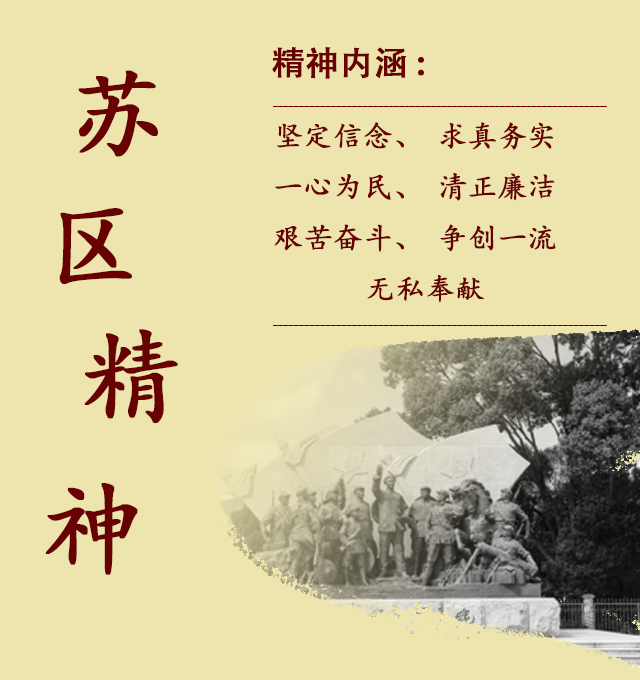 苏区精神
精神内涵：
坚定信念、 求真务实
一心为民、 清正廉洁
艰苦奋斗、 争创一流
无私奉献